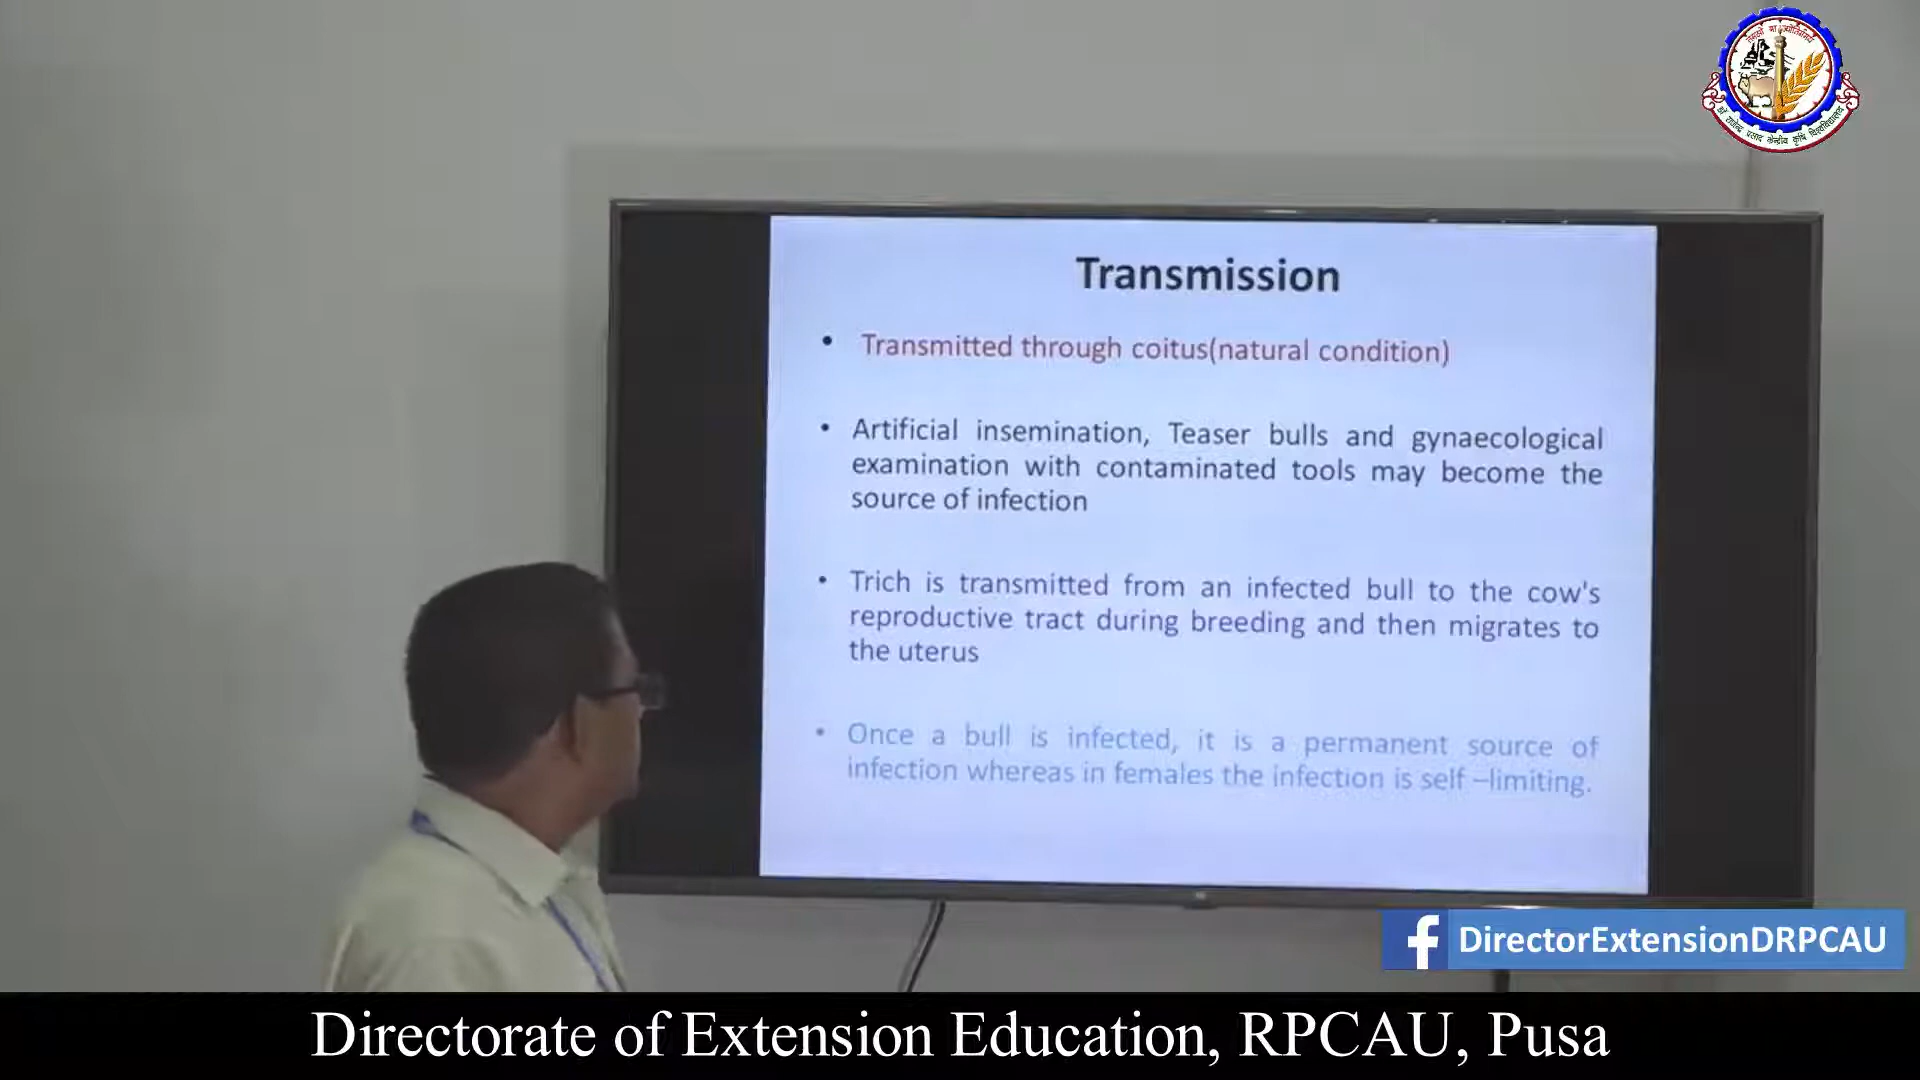 Transmission
• Transmitted through coitus(natural condition)
• Artificial insemination, Teaser bulls and gynaecological
examination with contaminated tools may become the
source of infection
• Trich is transmitted from an infected bull to the cow's
reproductive tract during breeding and then migrates to
the uterus
• Once a bull is infected, it is a permanent source of
infection whereas in females the infection is self –limiting.
DirectorExtensionDRPCAU
Directorate of Extension Education, RPCAU, Pusa